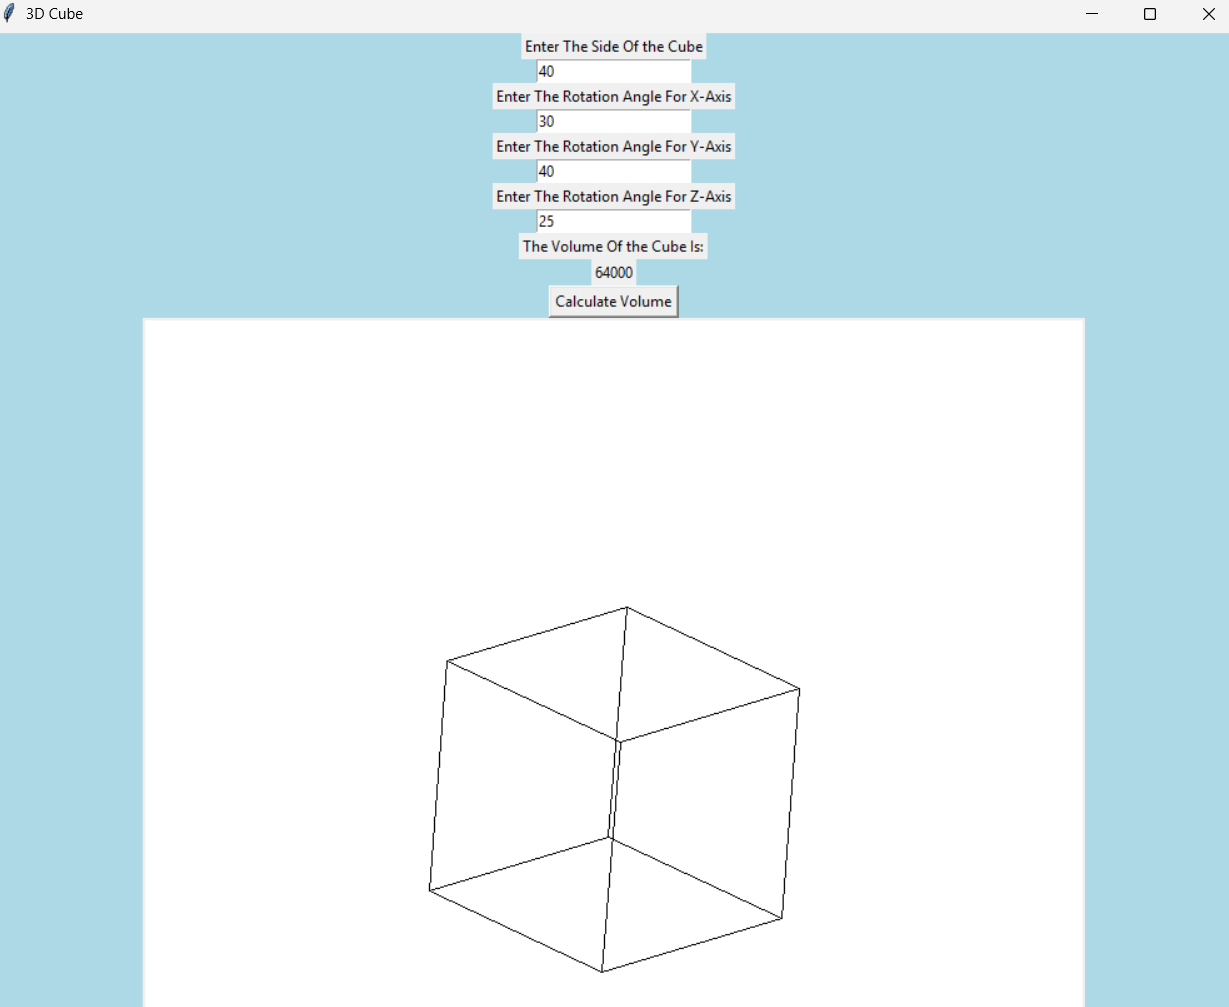 3D Cube
Enter The Side Of the Cube
40
Enter The Rotation Angle For X-Axis
30
Enter The Rotation Angle For Y-Axis
40
Enter The Rotation Angle For Z-Axis
25
The Volume Of the Cube Is:
64000
Calculate Volume